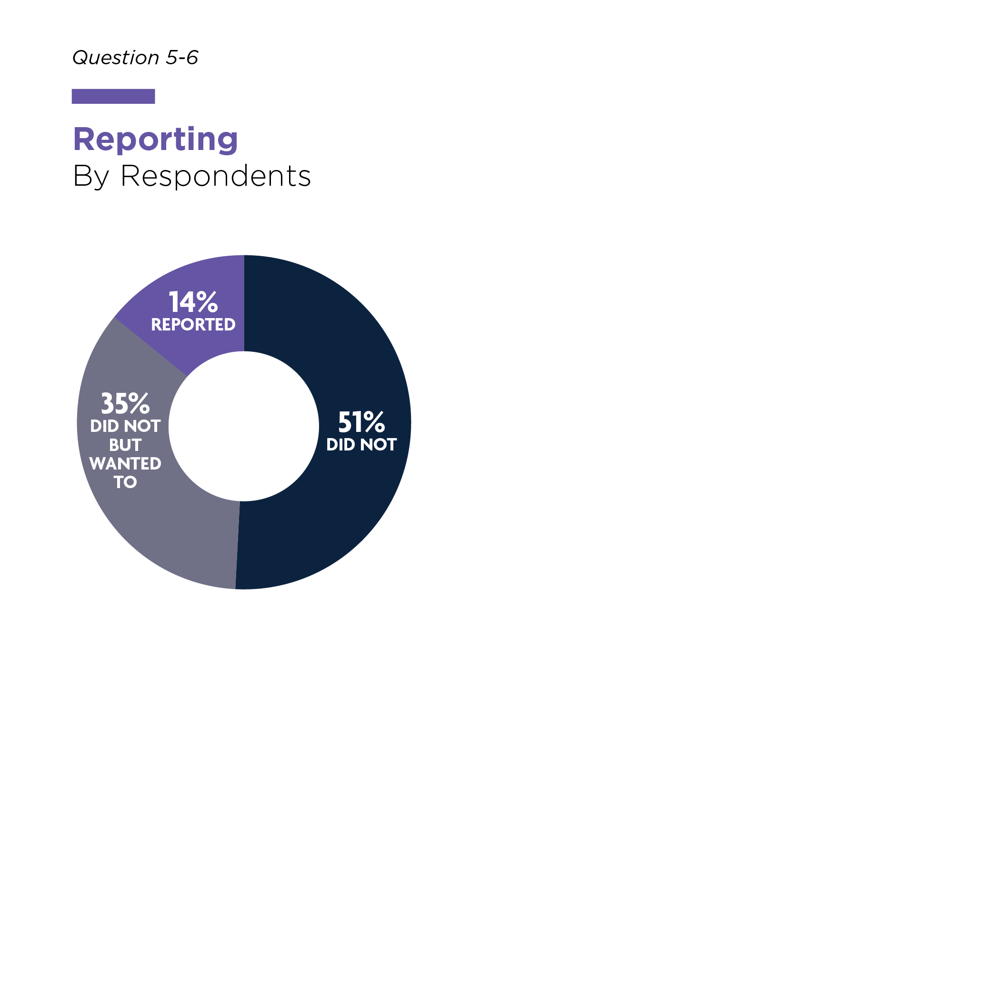 Question 5-6
Reporting
By Respondents
14%
REPORTED
35%
DID NOT
BUT
WANTED
TO
51%
DID NOT